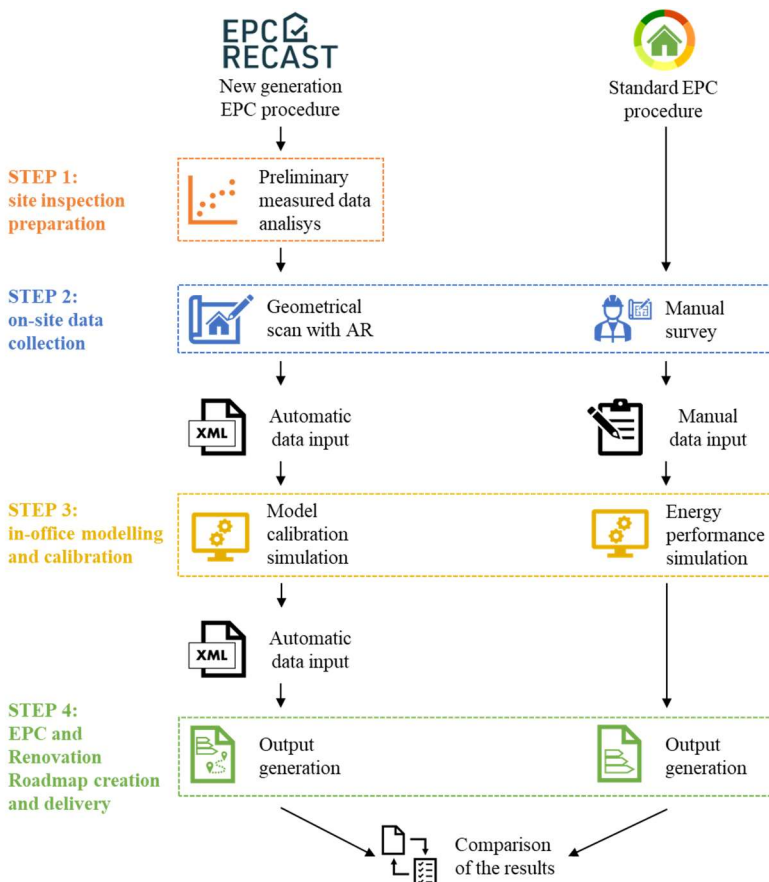 EPC
RECAST
New generation
EPC procedure
Standard EPC
procedure
STEP 1:
site inspection
preparation
Preliminary
measured data
analisys
STEP 2:
on-site data
collection
Geometrical
scan with AR
Manual
survey
XML
Automatic
data input
Manual
data input
STEP 3:
in-office modelling
and calibration
Model
calibration
simulation
Energy
performance
simulation
XML
Automatic
data input
STEP 4:
EPC and
Renovation
Roadmap creation
and delivery
Output
generation
Output
generation
Comparison
of the results